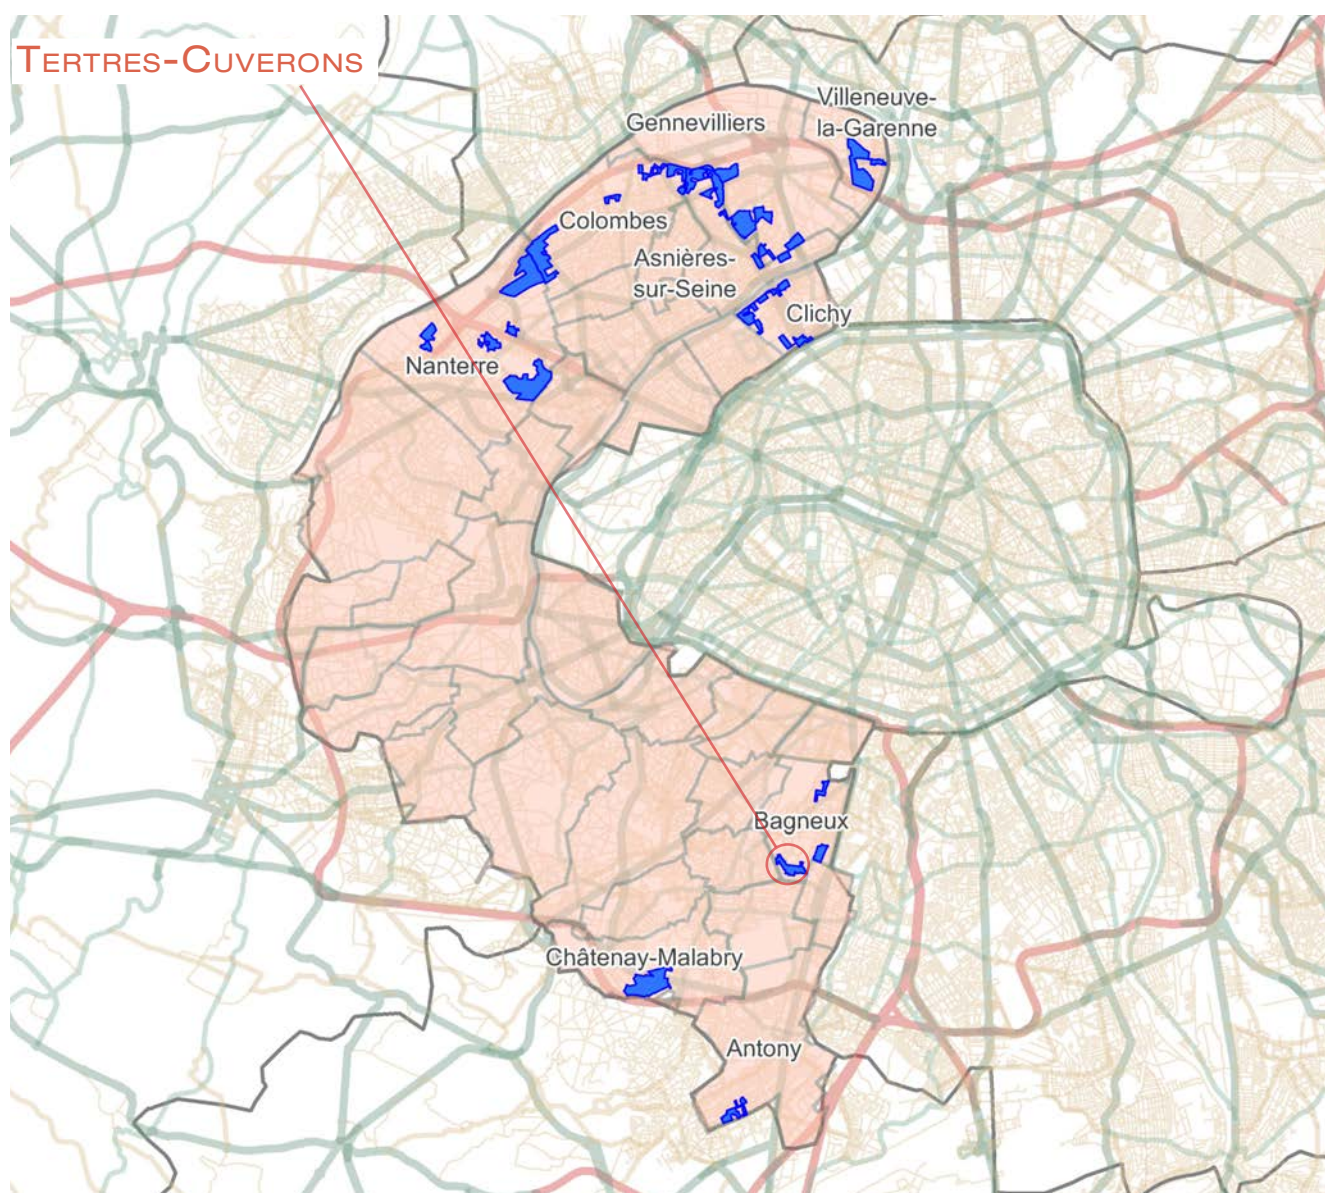 TERTRES-CUVERONS
Villeneuve-
la-Garenne
Gennevilliers
Colombes
Asnières-
sur-Seine
Clichy
Nanterre
Bagneux
Châtenay-Malabry
Antony